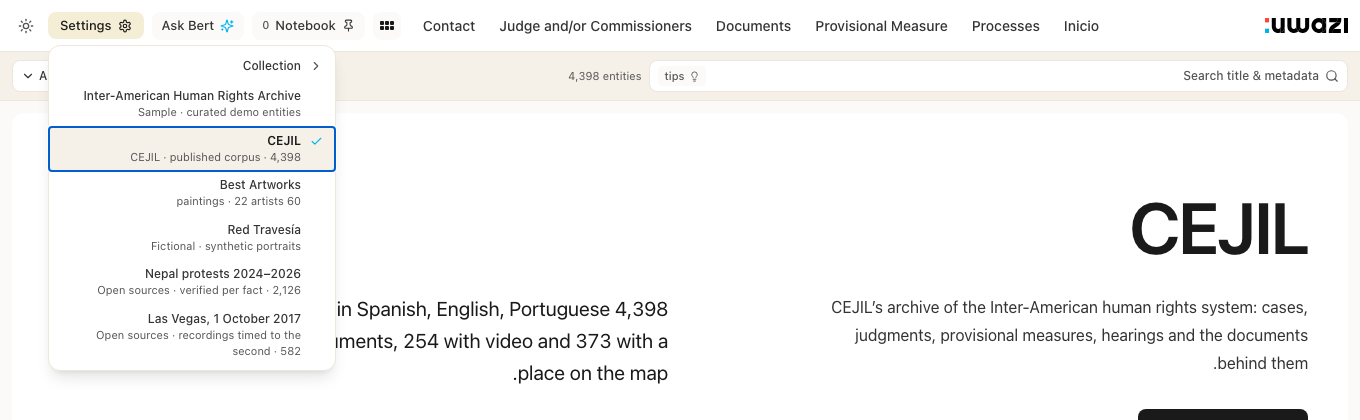 Settings
Ask Bert
0 Notebook
Contact
Judge and/or Commissioners
Documents
Provisional Measure
Processes
Inicio
uwazi
A
4,398 entities
tips
Search title & metadata
Collection
Inter-American Human Rights Archive
Sample · curated demo entities
CEJIL
CEJIL · published corpus · 4,398
Best Artworks
paintings · 22 artists 60
Red Travesía
Fictional · synthetic portraits
Nepal protests 2024–2026
Open sources · verified per fact · 2,126
Las Vegas, 1 October 2017
Open sources · recordings timed to the
second · 582
CEJIL
CEJIL’s archive of the Inter-American human rights system: cases,
judgments, provisional measures, hearings and the documents
.behind them
in Spanish, English, Portuguese 4,398
uments, 254 with video and 373 with a
.place on the map